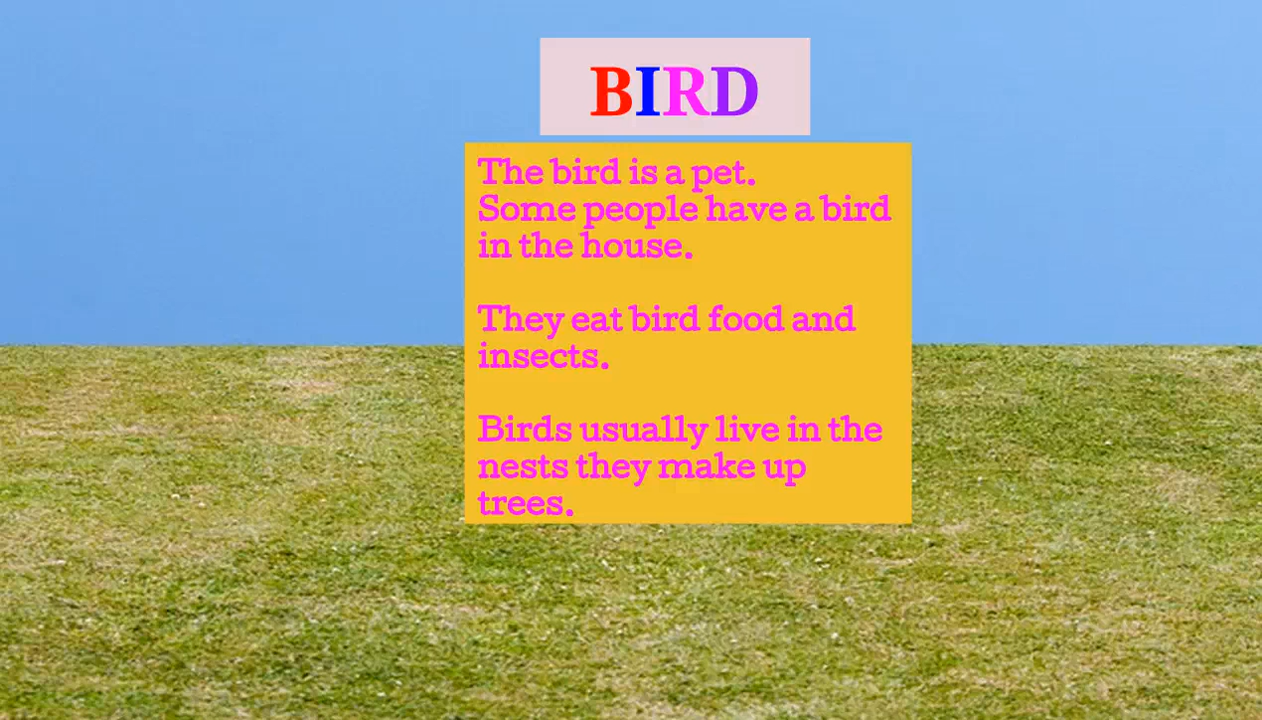 BIRD
The bird is a pet.
Some people have a bird
in the house.
They eat bird food and
insects.
Birds usually live in the
nests they make up
trees.